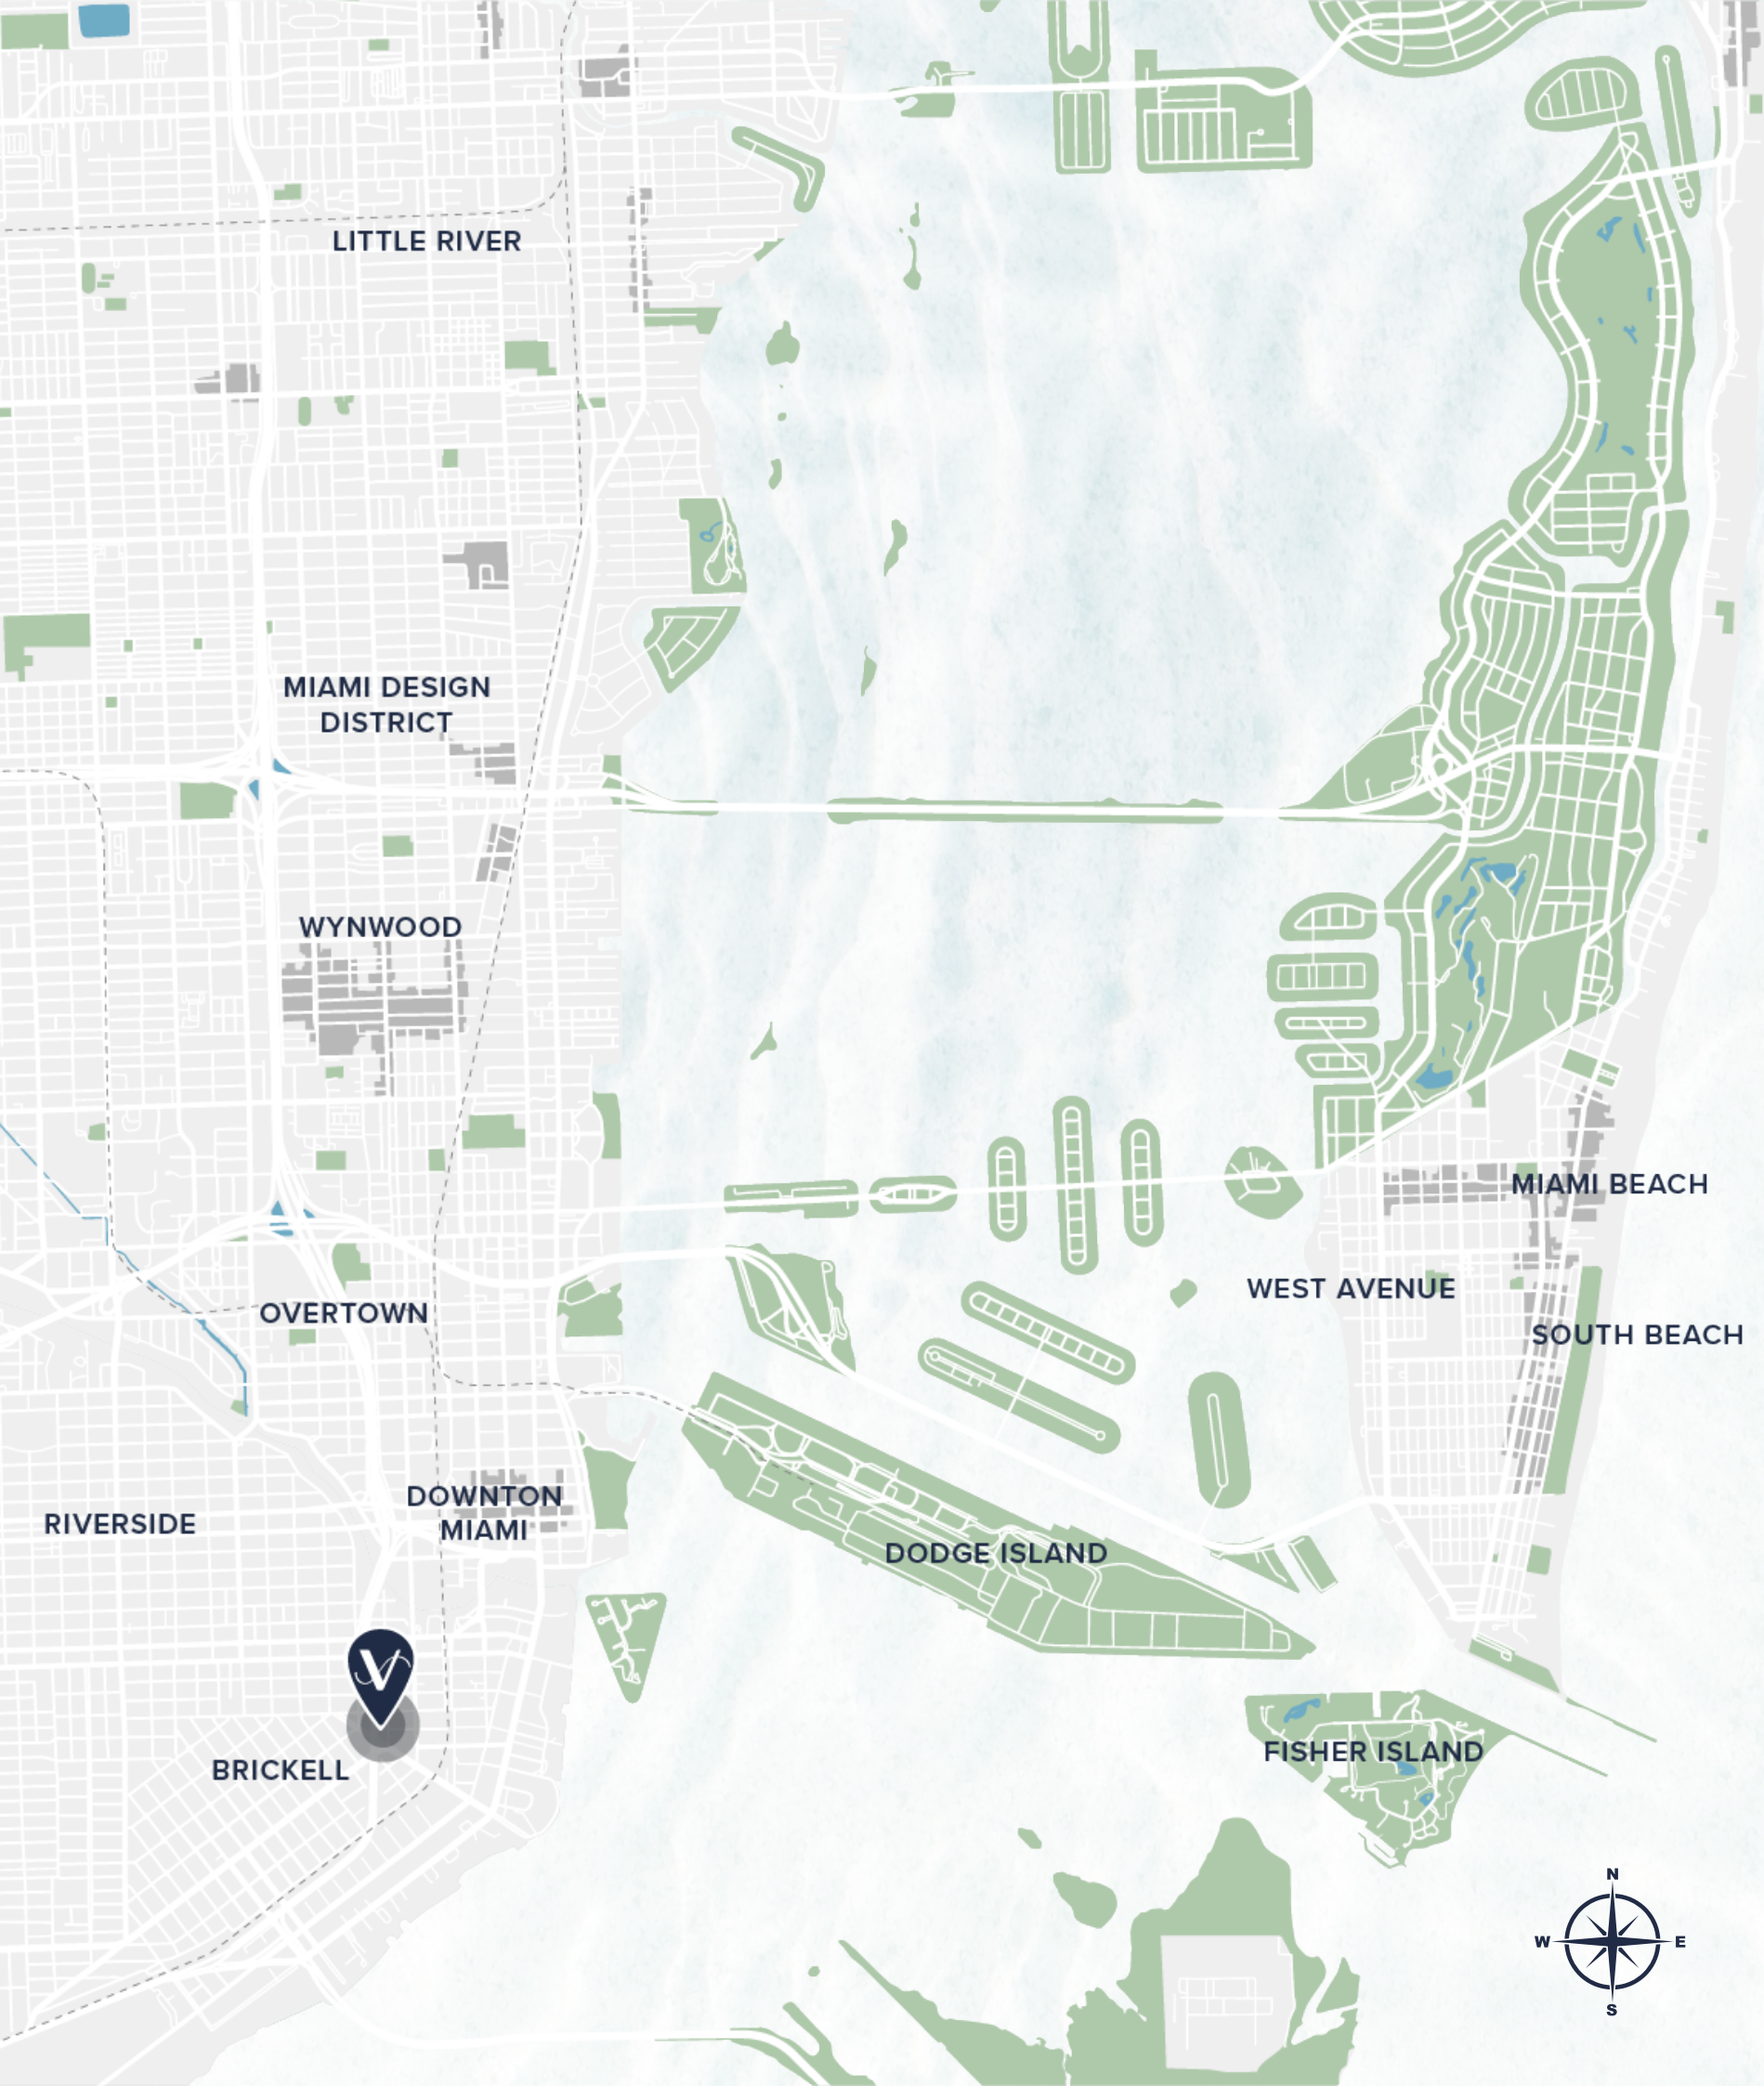 LITTLE RIVER
MIAMI DESIGN
DISTRICT
WYNWOOD
MIAMI BEACH
WEST AVENUE
OVERTOWN
SOUTH BEACH
DOWNTON
MIAMI
RIVERSIDE
DODGE ISLAND
V
FISHER ISLAND
BRICKELL
N
W
E
S